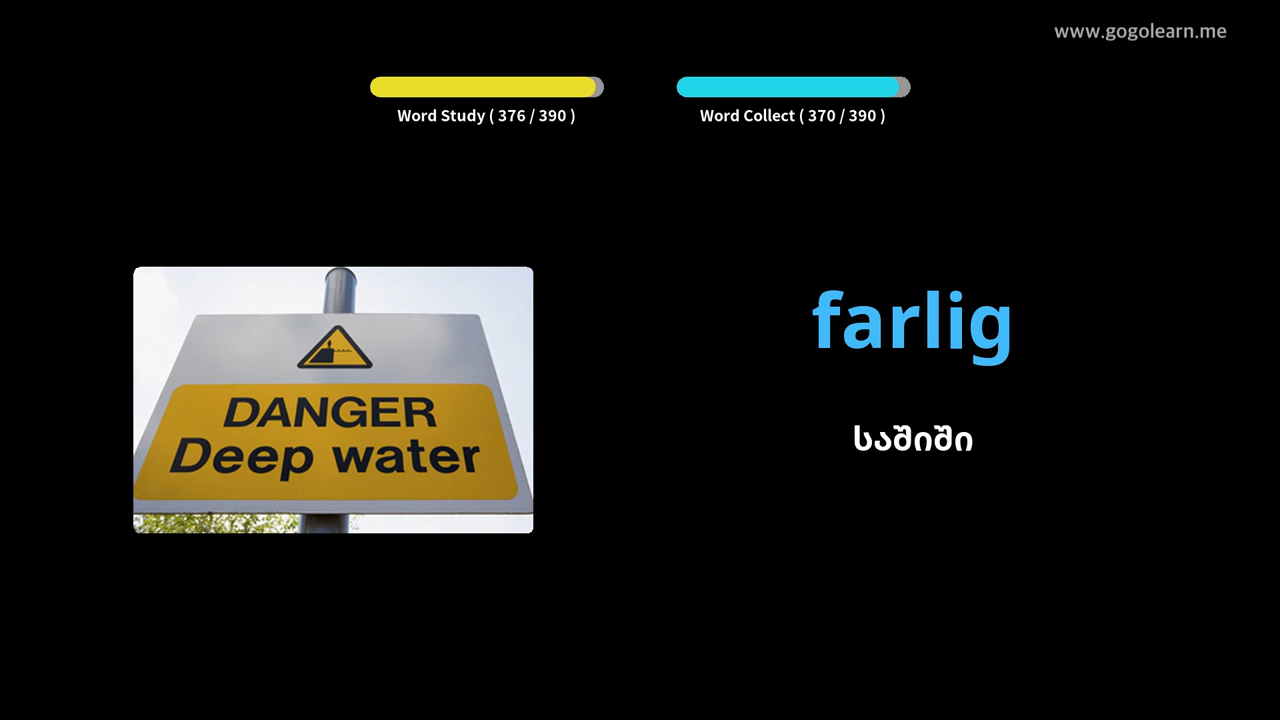 www.gogolearn.me
Word Study ( 376 / 390 )
Word Collect ( 370 / 390 )
DANGER
Deep water
farlig
საშიში